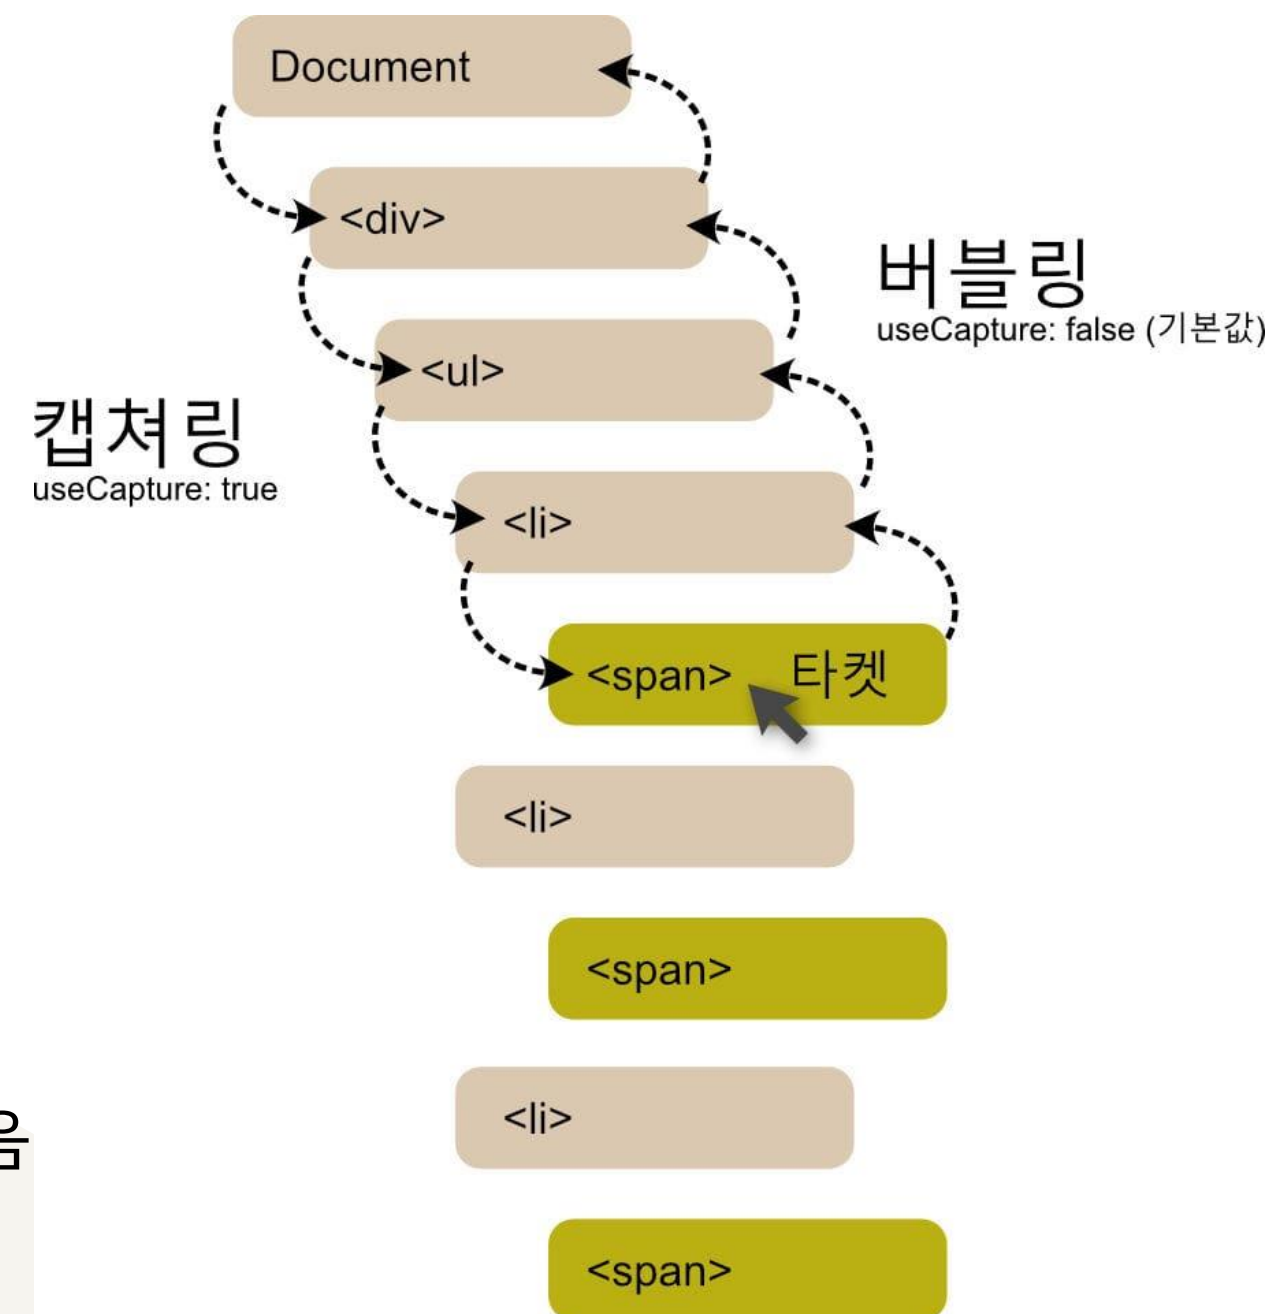 Document
<div>
버블링
useCapture: false (기본값)
<ul>
캡쳐링
useCapture: true
<li>
<span> 타켓
<li>
<span>
<li>
음
<span>